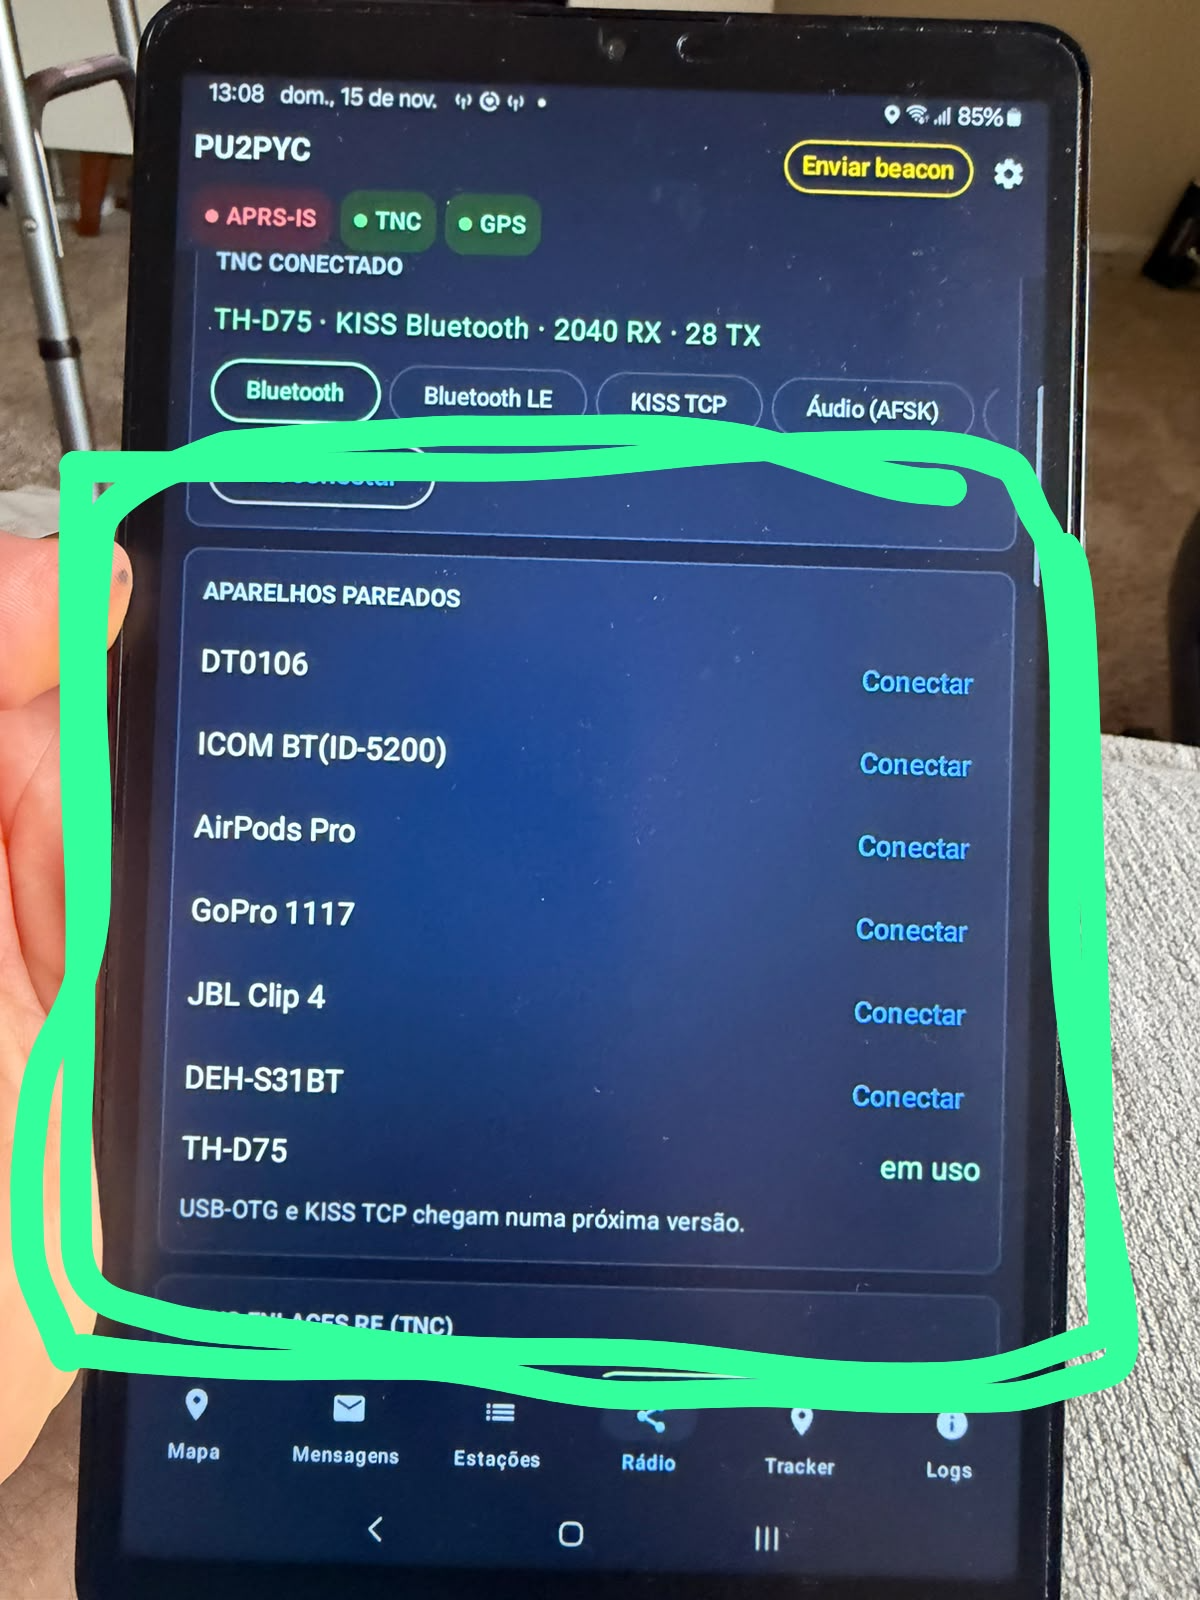 13:08 dom., 15 de nov.
85%
PU2PYC
Enviar beacon
APRS-IS
TNC
GPS
TNC CONECTADO
TH-D75 · KISS Bluetooth · 2040 RX · 28 TX
Bluetooth
Bluetooth LE
KISS TCP
Áudio (AFSK)
APARELHOS PAREADOS
DT0106
Conectar
ICOM BT(ID-5200)
Conectar
AirPods Pro
Conectar
GoPro 1117
Conectar
JBL Clip 4
Conectar
DEH-S31BT
Conectar
TH-D75
em uso
USB-OTG e KISS TCP chegam numa próxima versão.
ENLACES RF (TNC)
Mapa
Mensagens
Estações
Rádio
Tracker
Logs